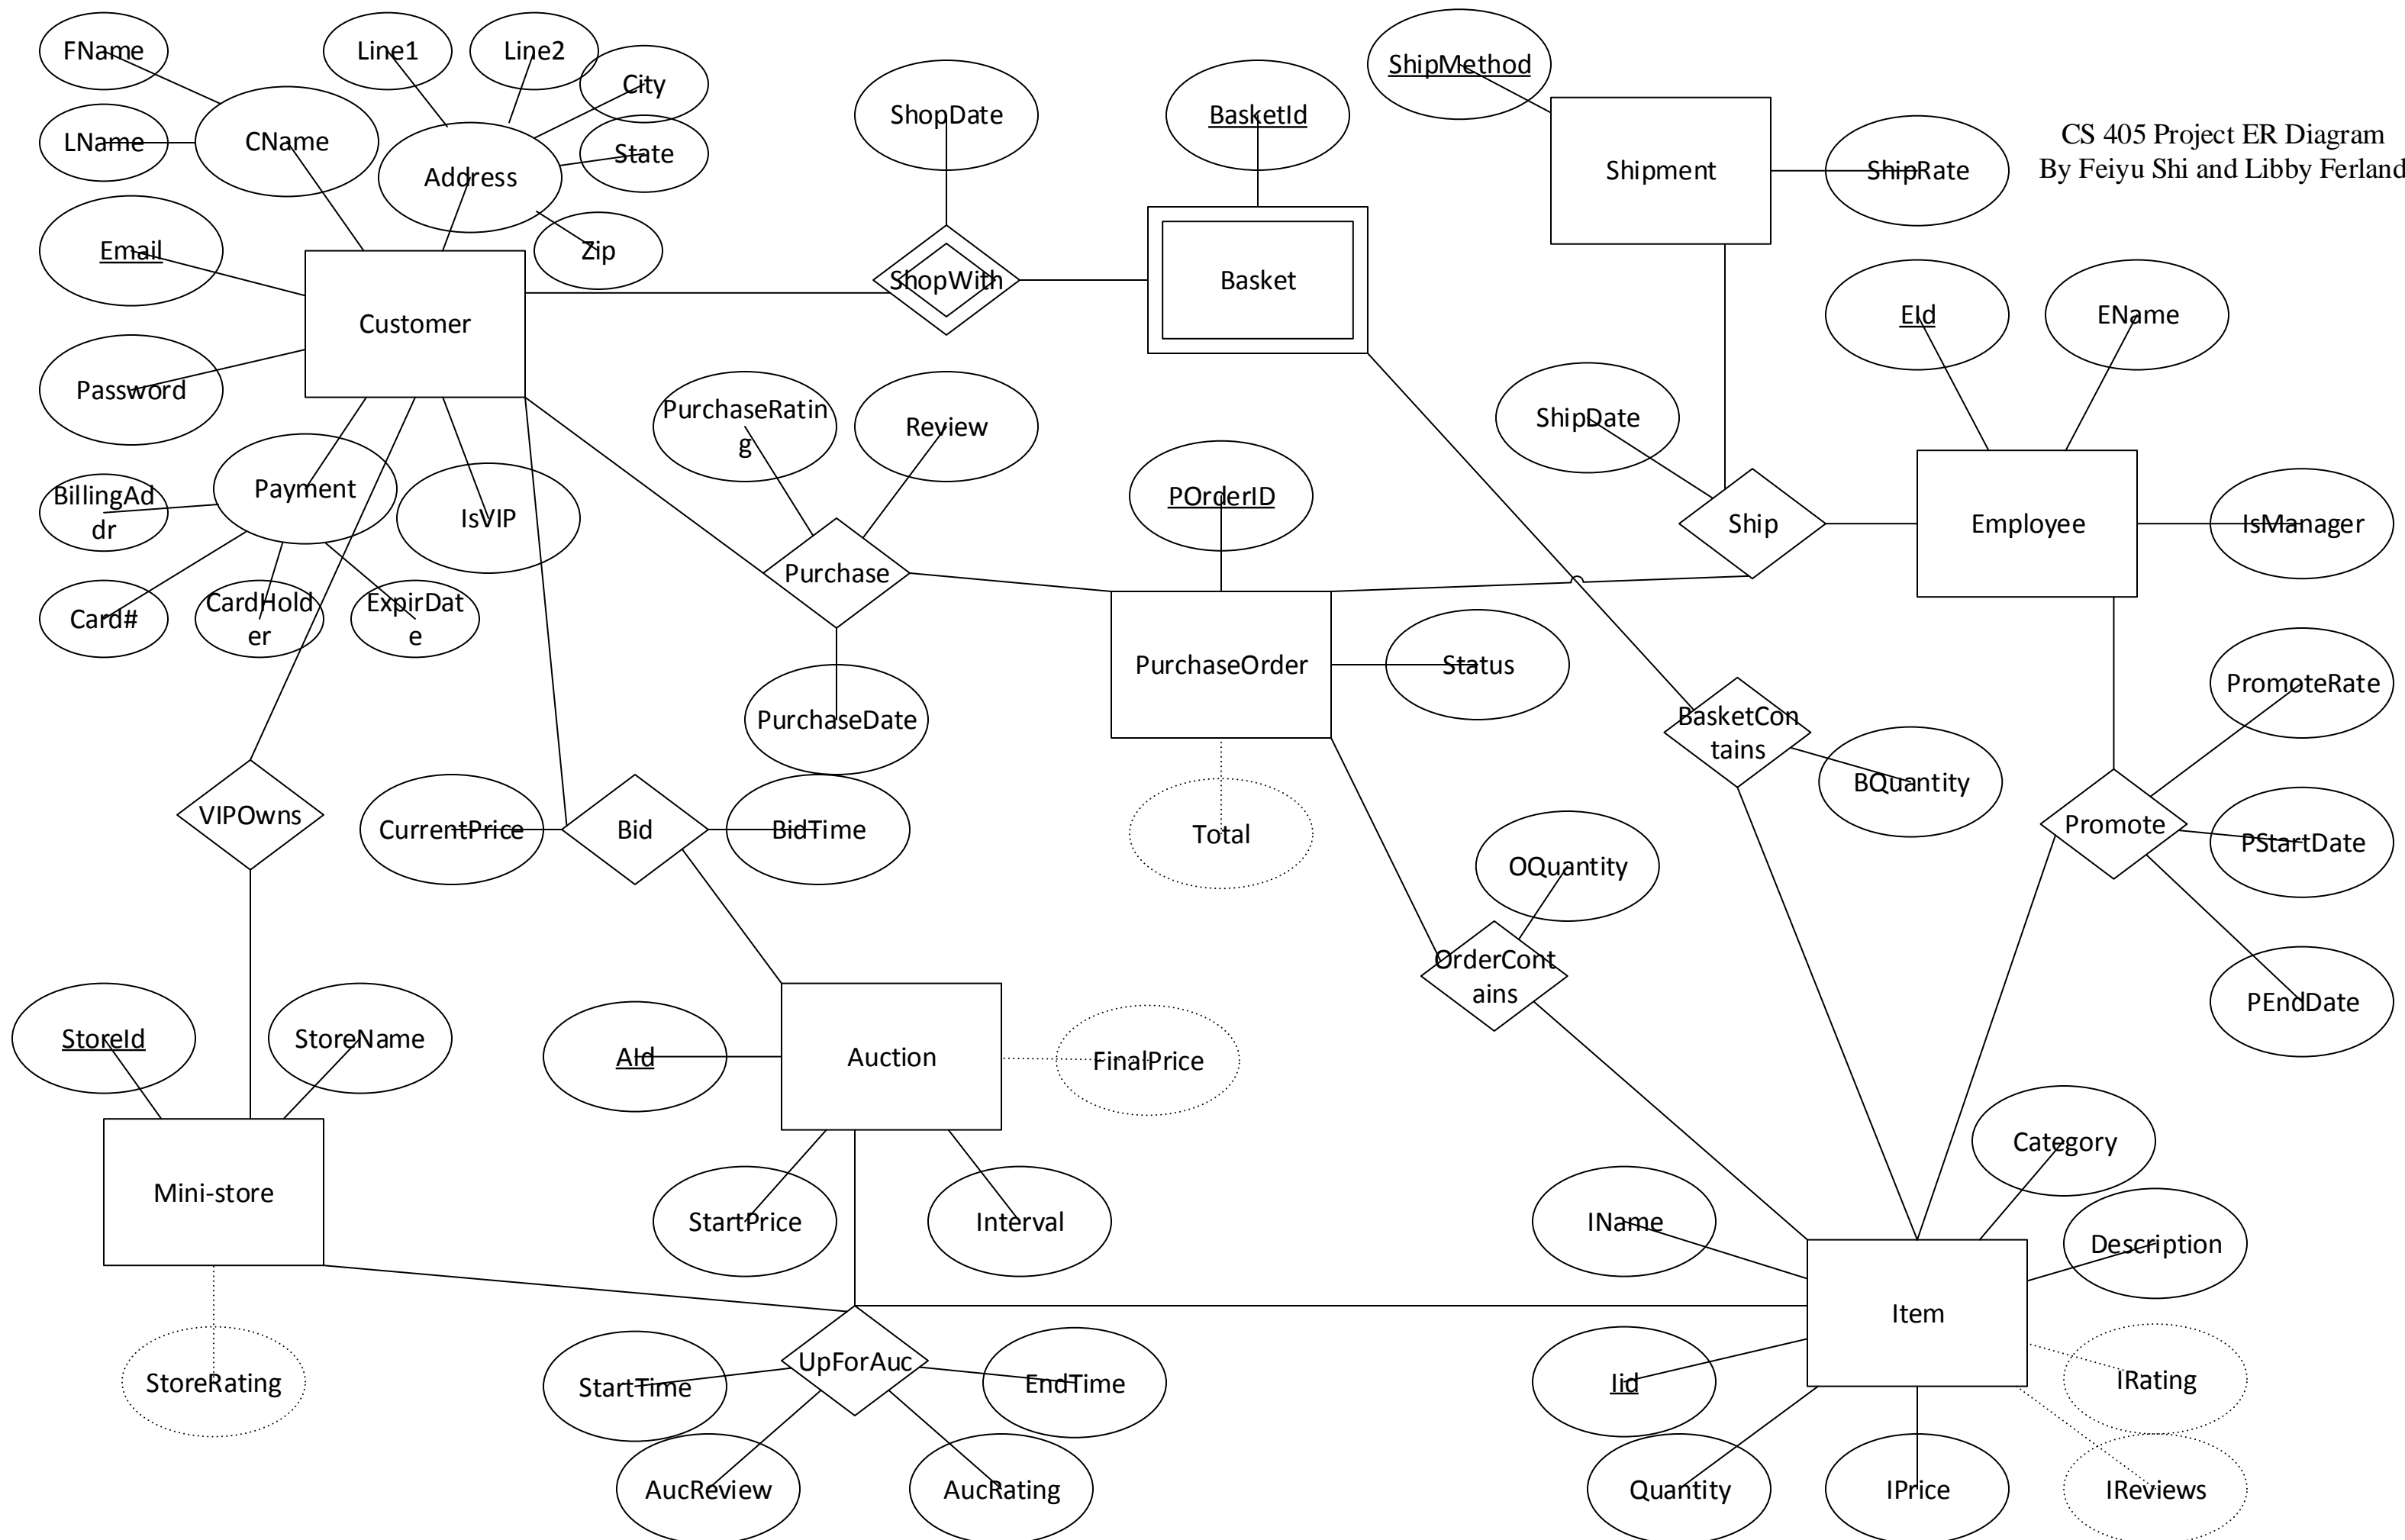 FName
Line1
Line2
City
ShipMethod
ShopDate
BasketId
CS 405 Project ER Diagram
By Feiyu Shi and Libby Ferland
LName
CName
Address
State
Shipment
ShipRate
Email
Zip
ShopWith
Basket
Customer
EId
EName
Password
PurchaseRatin
g
Review
ShipDate
Payment
BillingAd
dr
IsVIP
POrderID
Ship
Employee
IsManager
Purchase
Card#
CardHold
er
ExpirDat
e
PurchaseOrder
Status
PromoteRate
PurchaseDate
BasketCon
tains
BQuantity
VIPOwns
CurrentPrice
Bid
BidTime
Total
Promote
PStartDate
OQuantity
OrderCont
ains
PEndDate
StoreId
StoreName
AId
Auction
FinalPrice
Category
Mini-store
StartPrice
Interval
IName
Description
Item
StoreRating
StartTime
UpForAuc
EndTime
Iid
IRating
AucReview
AucRating
Quantity
IPrice
IReviews